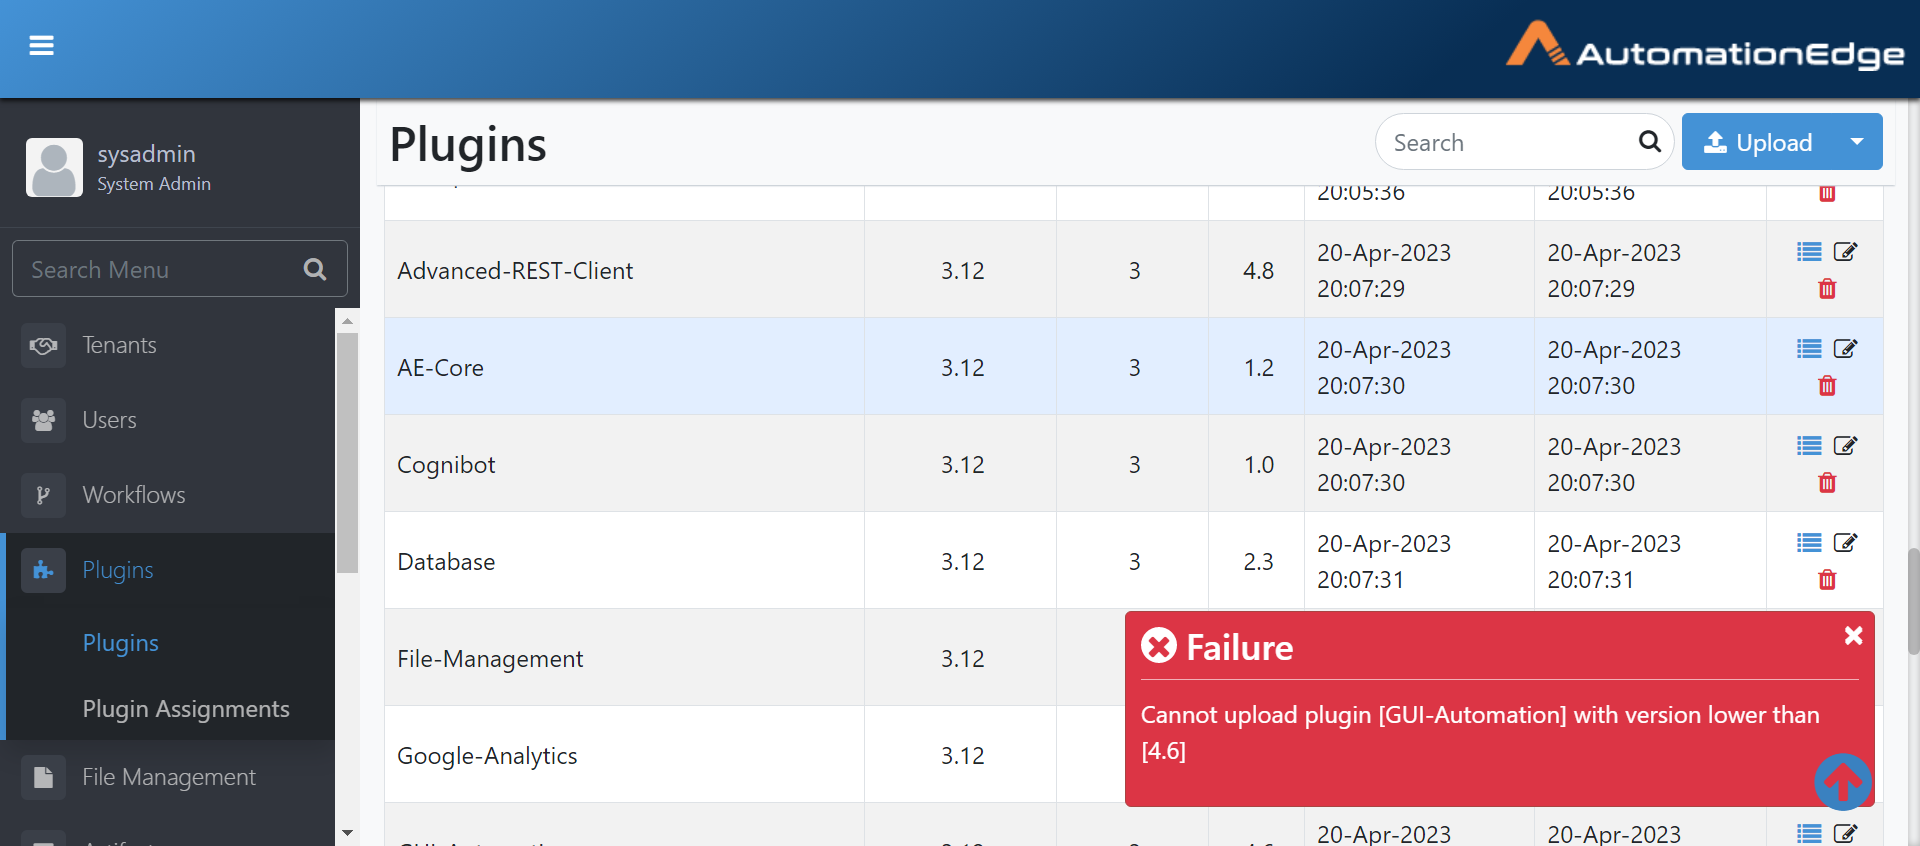 AutomationEdge
sysadmin
System Admin
Search Menu
Tenants
Users
Workflows
Plugins
Plugins
Plugin Assignments
File Management
Plugins
Search
Upload
20:05:36 20:05:36
Advanced-REST-Client 3.12 3 4.8 20-Apr-2023 20-Apr-2023
20:07:29 20:07:29
AE-Core 3.12 3 1.2 20-Apr-2023 20-Apr-2023
20:07:30 20:07:30
Cognibot 3.12 3 1.0 20-Apr-2023 20-Apr-2023
20:07:30 20:07:30
Database 3.12 3 2.3 20-Apr-2023 20-Apr-2023
20:07:31 20:07:31
File-Management 3.12
Google-Analytics 3.12
20-Apr-2023 20-Apr-2023
Failure
Cannot upload plugin [GUI-Automation] with version lower than
[4.6]